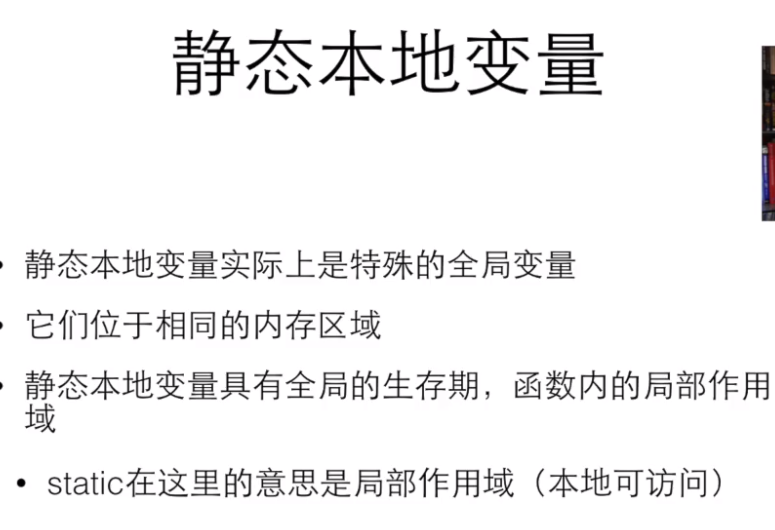 静态本地变量
• 静态本地变量实际上是特殊的全局变量
• 它们位于相同的内存区域
• 静态本地变量具有全局的生存期，函数内的局部作用
域
• static在这里的意思是局部作用域（本地可访问）